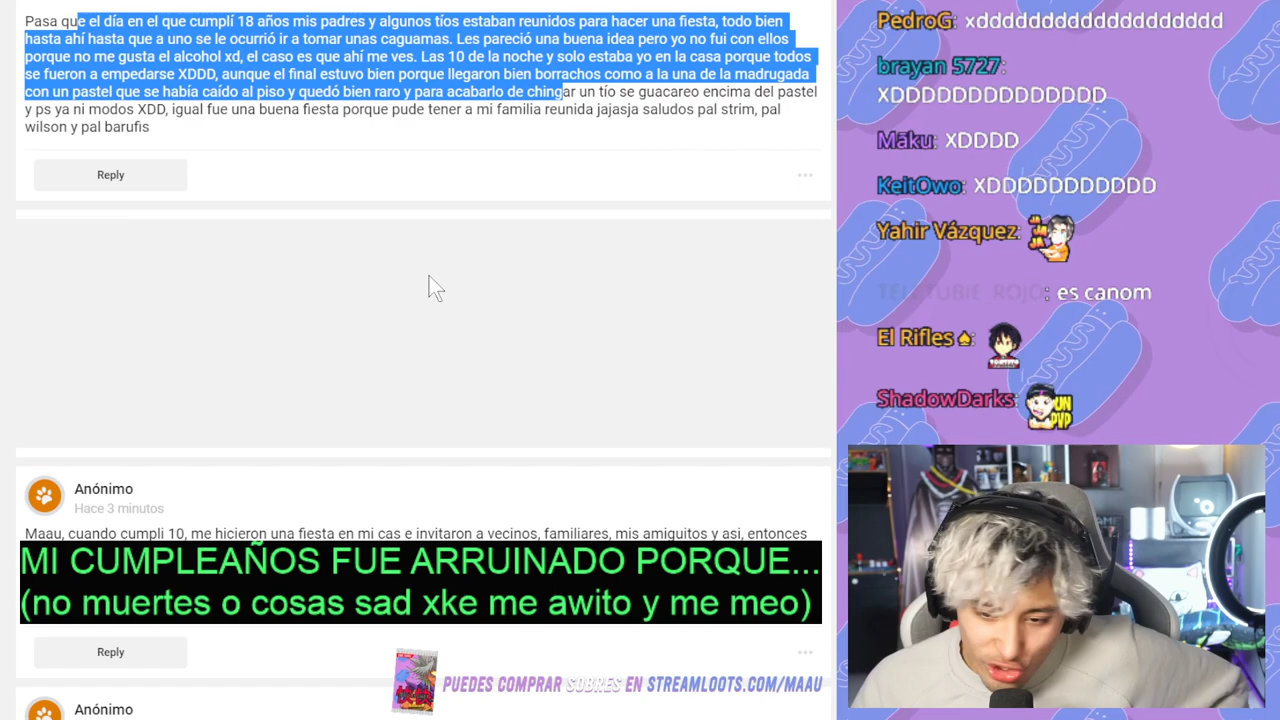 Pasa que el día en el que cumplí 18 años mis padres y algunos tíos estaban reunidos para hacer una fiesta, todo bien
hasta ahí hasta que a uno se le ocurrió ir a tomar unas caguamas. Les pareció una buena idea pero yo no fui con ellos
porque no me gusta el alcohol xd, el caso es que ahí me ves. Las 10 de la noche y solo estaba yo en la casa porque todos
se fueron a empedarse XDDD, aunque el final estuvo bien porque llegaron bien borrachos como a la una de la madrugada
con un pastel que se había caído al piso y quedó bien raro y para acabarlo de chingar un tío se guacareo encima del pastel
y ps ya ni modos XDD, igual fue una buena fiesta porque pude tener a mi familia reunida jajasja saludos pal strim, pal
wilson y pal barufis
Reply
Anónimo
Hace 3 minutos
Maau, cuando cumpli 10, me hicieron una fiesta en mi cas e invitaron a vecinos, familiares, mis amiguitos y asi, entonces
MI CUMPLEAÑOS FUE ARRUINADO PORQUE...
(no muertes o cosas sad xke me awito y me meo)
Reply
PUEDES COMPRAR SOBRES EN STREAMLOOTS.COM/MAAU
Anónimo
PedroG: xdddddddddddddddddd
brayan 5727:
XDDDDDDDDDDDDD
Māku: XDDDD
KeitOwo: XDDDDDDDDDDD
Yahir Vázquez:
TELETUBIE ROJO: es canom
El Rifles ♠:
ShadowDarks:
UN
PVP